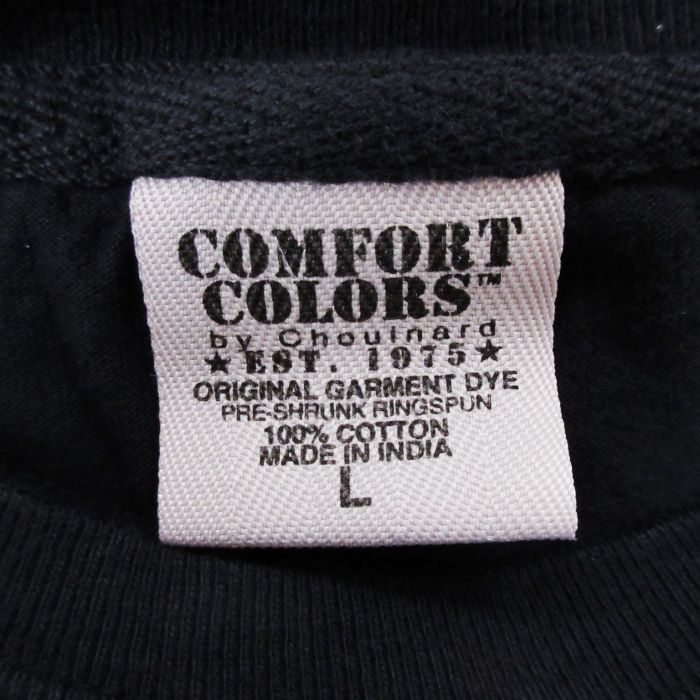 COMFORT
COLORS™
by Chouinard
★EST. 1975★
ORIGINAL GARMENT DYE
PRE-SHRUNK RINGSPUN
100% COTTON
MADE IN INDIA
L